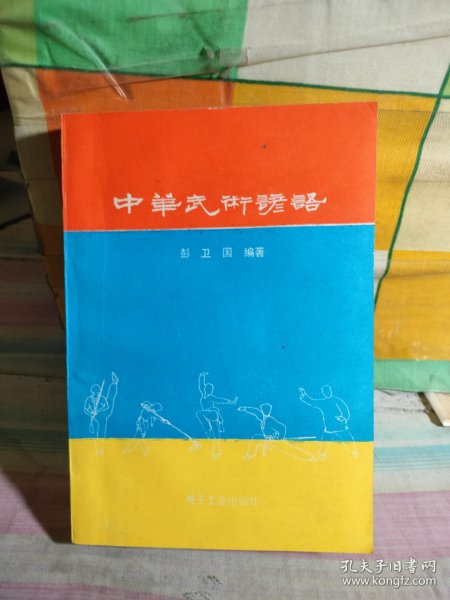 中華武術諺語
彭卫国 编著
电子工业出版社
孔夫子旧书网
www.kongfz.com